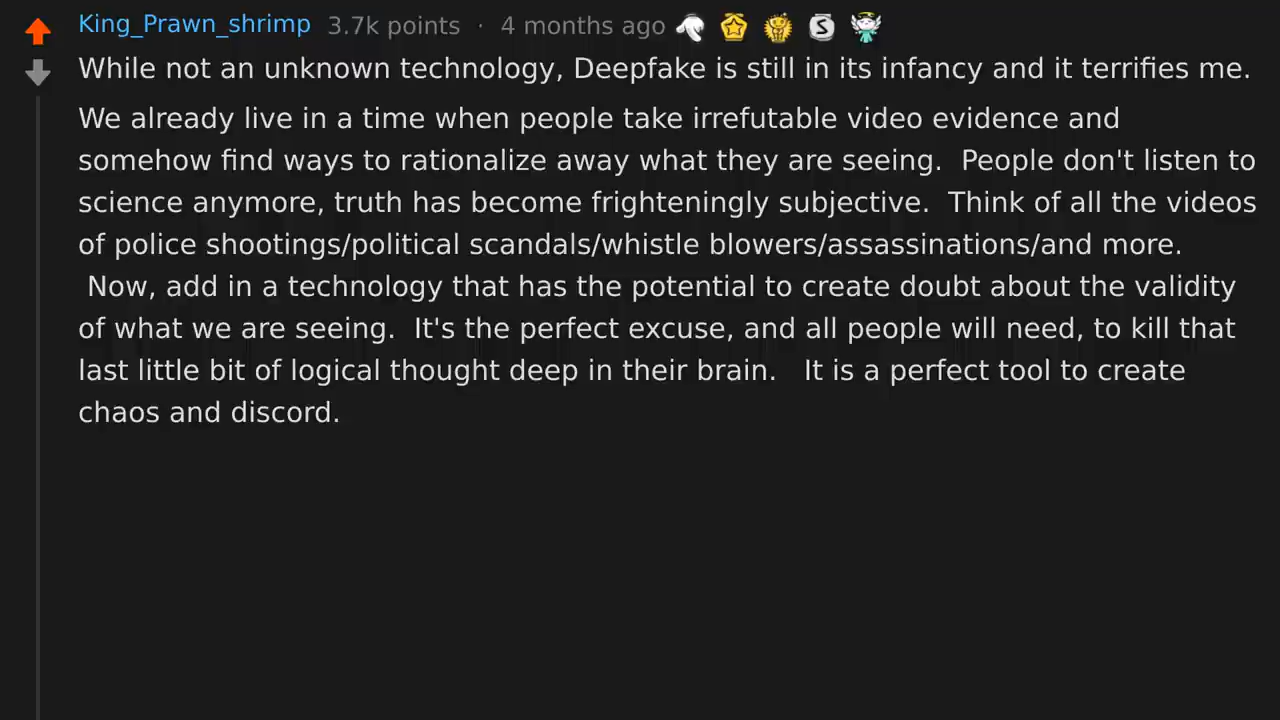 King_Prawn_shrimp 3.7k points · 4 months ago
While not an unknown technology, Deepfake is still in its infancy and it terrifies me.
We already live in a time when people take irrefutable video evidence and
somehow find ways to rationalize away what they are seeing.  People don't listen to
science anymore, truth has become frighteningly subjective.  Think of all the videos
of police shootings/political scandals/whistle blowers/assassinations/and more.
Now, add in a technology that has the potential to create doubt about the validity
of what we are seeing.  It's the perfect excuse, and all people will need, to kill that
last little bit of logical thought deep in their brain.   It is a perfect tool to create
chaos and discord.